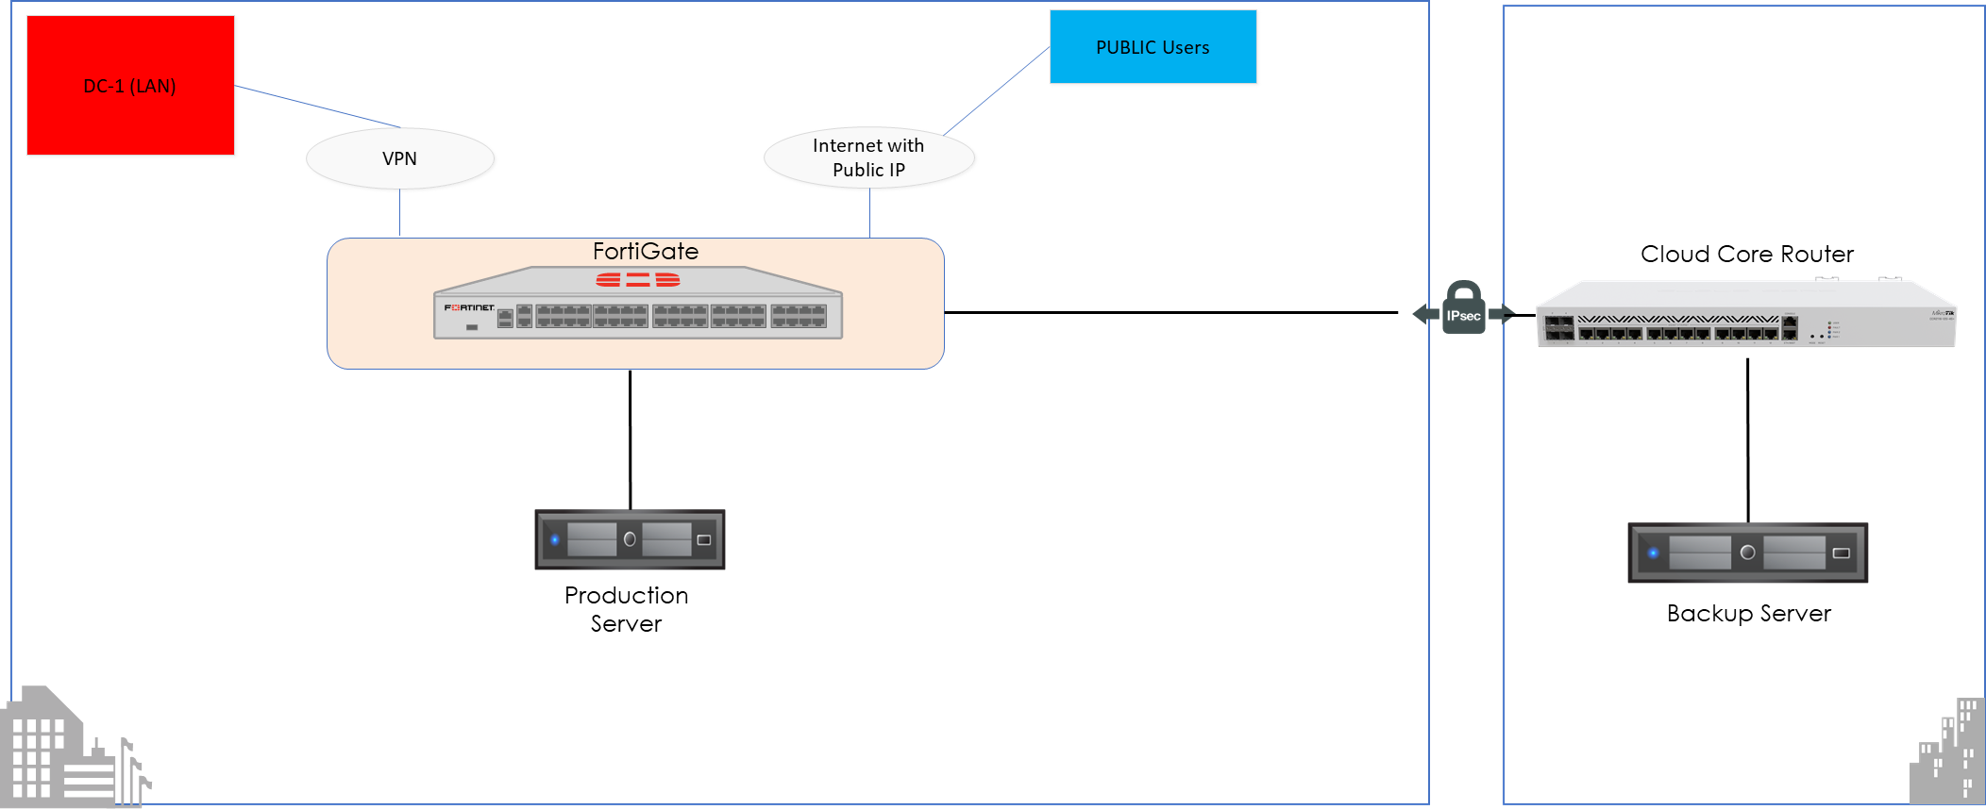 DC-1 (LAN)
PUBLIC Users
VPN
Internet with
Public IP
FortiGate
FORTINET
Cloud Core Router
IPsec
MikroTik
Production
Server
Backup Server